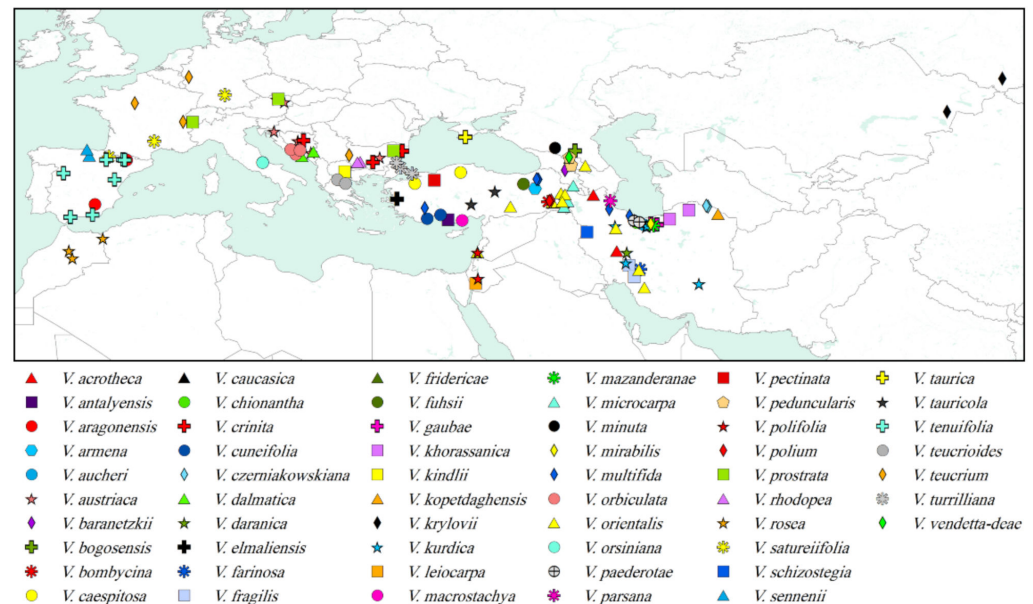 V. acrotheca
V. antalyensis
V. aragonensis
V. armena
V. aucheri
V. austriaca
V. baranetzkii
V. bogosensis
V. bombycina
V. caespitosa
V. caucasica
V. chionantha
V. crinita
V. cuneifolia
V. czerniakowskiana
V. dalmatica
V. daranica
V. elmaliensis
V. farinosa
V. fragilis
V. fridericae
V. fuhsii
V. gaubae
V. khorassanica
V. kindlii
V. kopetdaghensis
V. krylovii
V. kurdica
V. leiocarpa
V. macrostachya
V. mazanderanae
V. microcarpa
V. minuta
V. mirabilis
V. multifida
V. orbiculata
V. orientalis
V. orsiniana
V. paederotae
V. parsana
V. pectinata
V. peduncularis
V. polifolia
V. polium
V. prostrata
V. rhodopea
V. rosea
V. satureiifolia
V. schizostegia
V. sennenii
V. taurica
V. tauricola
V. tenuifolia
V. teucrioides
V. teucrium
V. turrilliana
V. vendetta-deae